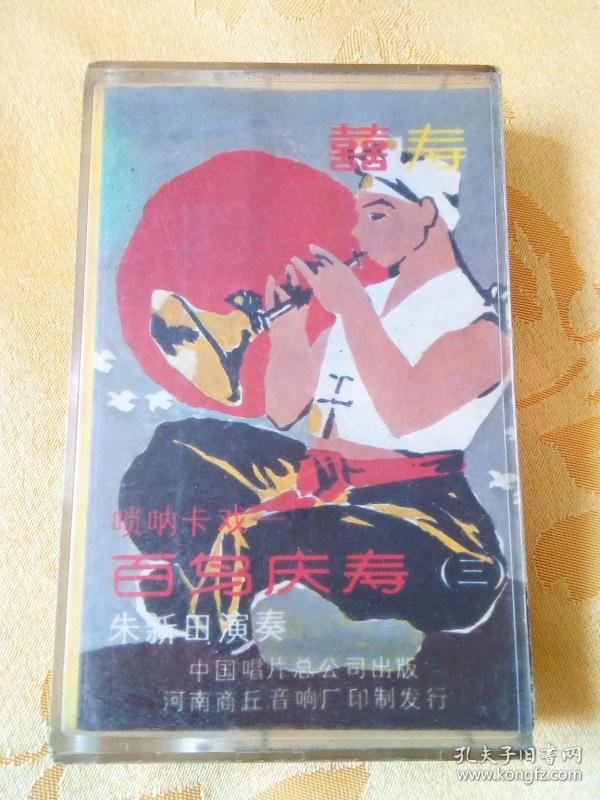 囍寿
唢呐卡戏一
百鸟庆寿(三)
朱新田演奏
中国唱片总公司出版
河南商丘音响厂印制发行
孔夫子旧书网
www.kongfz.com